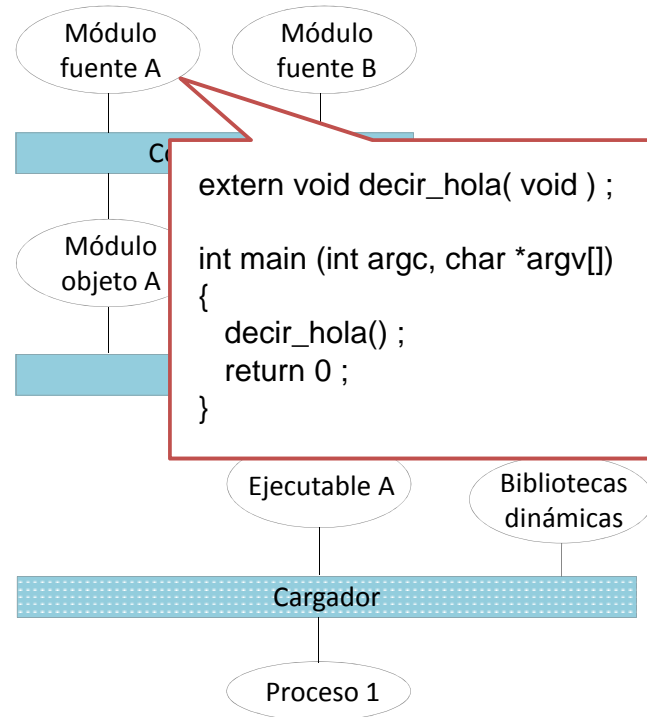 Módulo
fuente A
Módulo
fuente B
extern void decir_hola( void ) ;
int main (int argc, char *argv[])
{
decir_hola() ;
return 0 ;
}
Módulo
objeto A
Ejecutable A
Bibliotecas
dinámicas
Cargador
Proceso 1